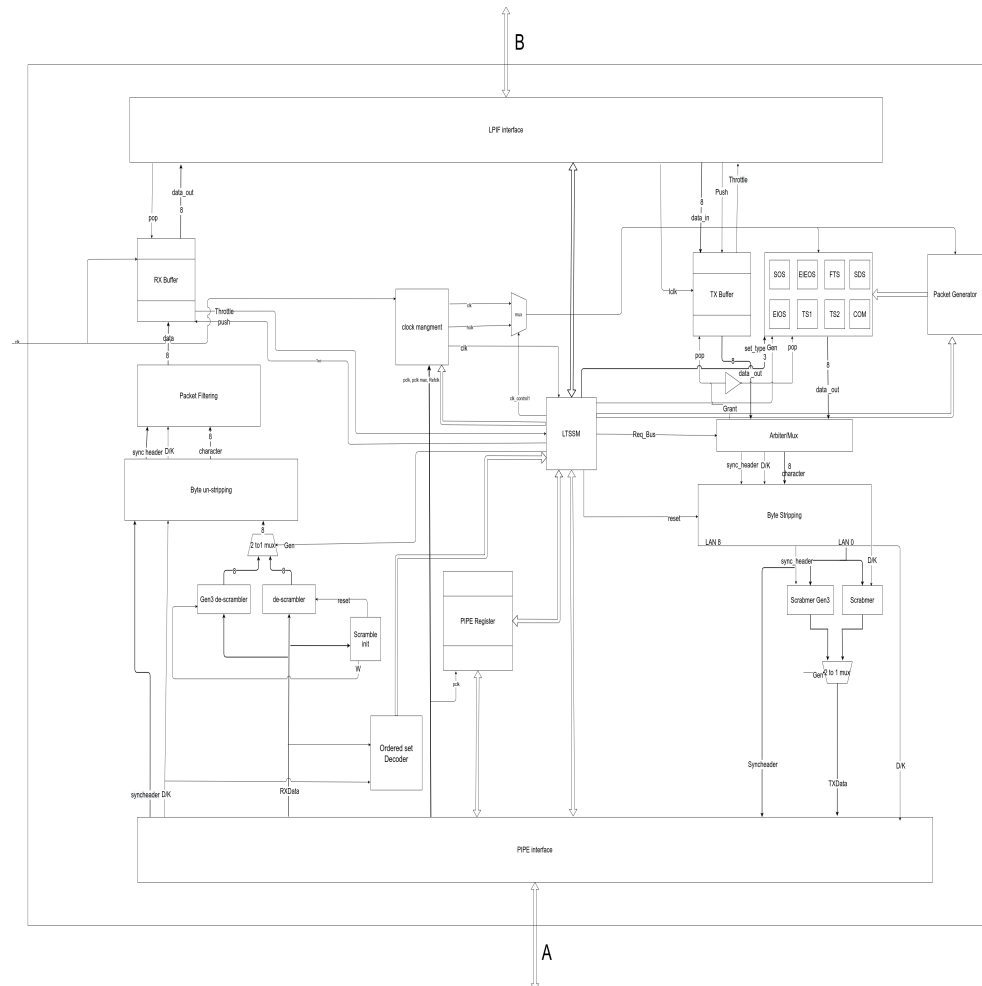 B
LPIF interface
data_out
8
pop
Throttle
Push
8
data_in
RX Buffer
lclk
TX Buffer
SOS
EIEOS
FTS
SDS
EIOS
TS1
TS2
COM
Packet Generator
clock mangment
clk
mux
clk
Throttle
push
clk
data
8
set_type
Gen
3
pop
pop
8
data_out
8
data_out
pclk, pclk max, Refclk
clk_control1
Grant
Packet Filtering
LTSSM
Req_Bus
Arbiter/Mux
sync header
D/K
8
character
sync_header
D/K
8
character
Byte un-stripping
reset
Byte Stripping
8
2 to1 mux
Gen
LAN 8
LAN 0
sync_header
D/K
8
8
Gen3 de-scrambler
de-scrambler
reset
Scramble
init
W
PIPE Register
Scrabmer Gen3
Scrabmer
Gen
2 to 1 mux
pclk
Ordered set
Decoder
Syncheader
D/K
TXData
syncheader
D/K
RXData
PIPE interface
A